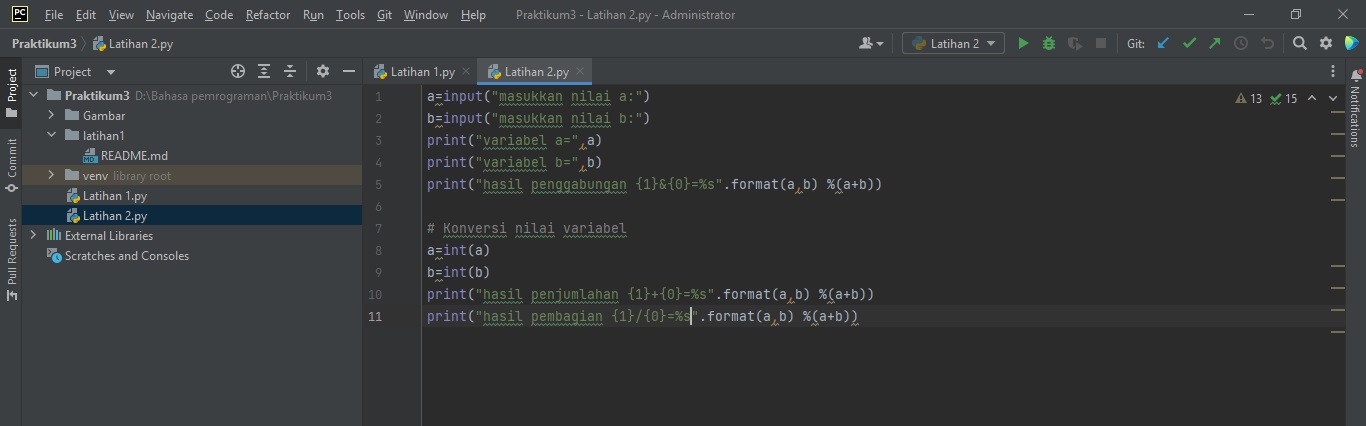 PC File Edit View Navigate Code Refactor Run Tools Git Window Help Praktikum3 - Latihan 2.py - Administrator
Praktikum3 Latihan 2.py Latihan 2 Git:
Project Latihan 1.py Latihan 2.py
Praktikum3 D:\Bahasa pemrograman\Praktikum3
Gambar
latihan1
README.md
venv library root
Latihan 1.py
Latihan 2.py
External Libraries
Scratches and Consoles
Project
Commit
Pull Requests
1 a=input("masukkan nilai a:")
2 b=input("masukkan nilai b:")
3 print("variabel a=",a)
4 print("variabel b=",b)
5 print("hasil penggabungan {1}&{0}=%s".format(a,b) %(a+b))
6
7 # Konversi nilai variabel
8 a=int(a)
9 b=int(b)
10 print("hasil penjumlahan {1}+{0}=%s".format(a,b) %(a+b))
11 print("hasil pembagian {1}/{0}=%s".format(a,b) %(a+b))
13 15
Notifications